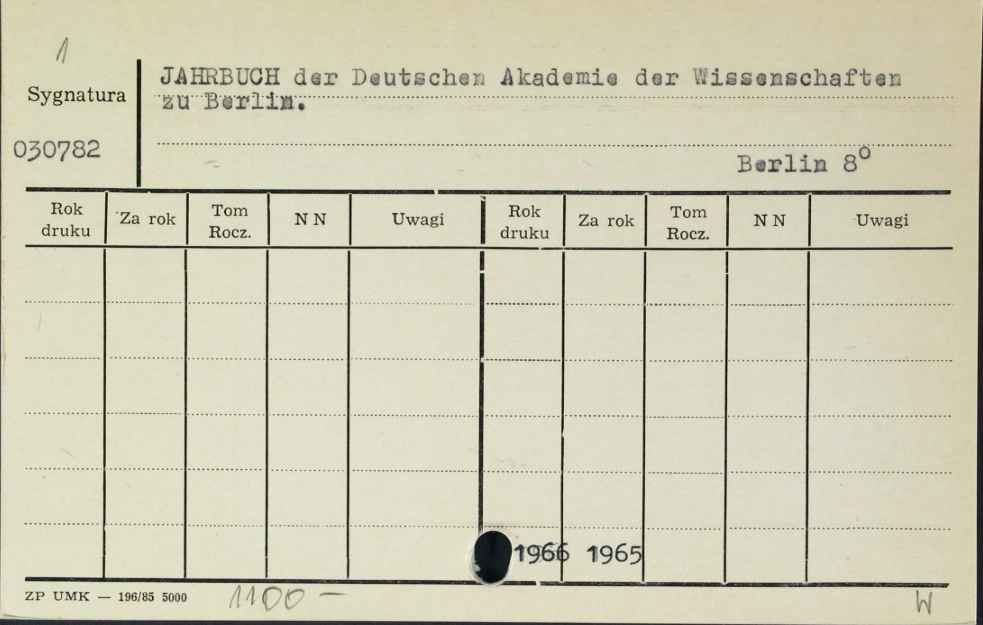 1
JAHRBUCH der Deutschen Akademie der Wissenschaften
Sygnatura
zu Berlin.
030782
Berlin 8°
Rok druku Za rok Tom Rocz. N N Uwagi Rok druku Za rok Tom Rocz. N N Uwagi
1966 1965
ZP UMK — 196/85 5000 1100 — W